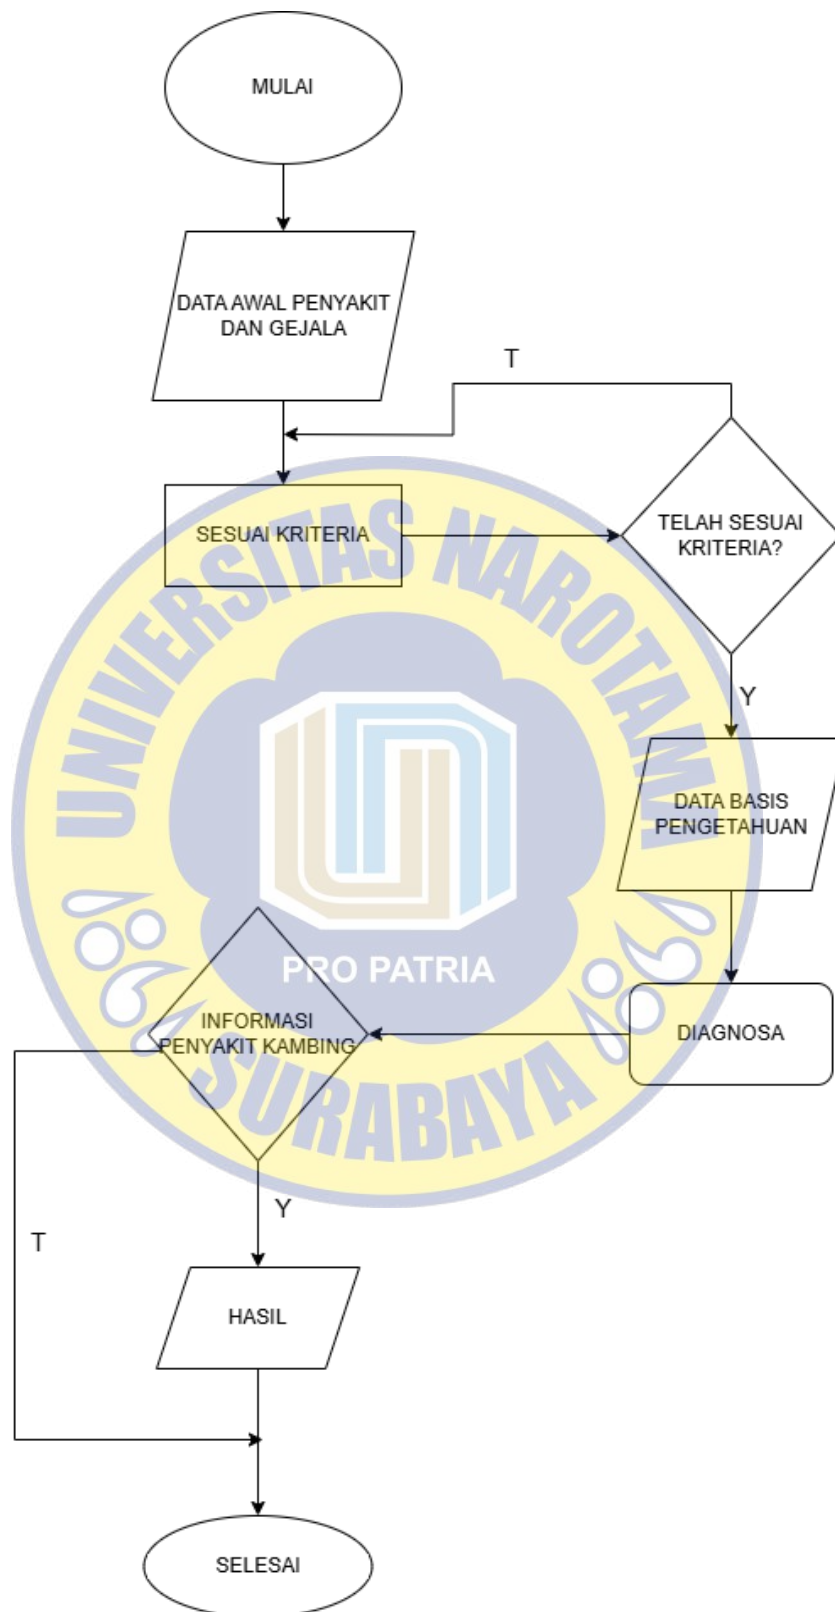 MULAI
DATA AWAL PENYAKIT
DAN GEJALA
T
SESUAI KRITERIA
TELAH SESUAI
KRITERIA?
Y
DATA BASIS
PENGETAHUAN
DIAGNOSA
INFORMASI
PENYAKIT KAMBING
Y
T
HASIL
SELESAI
UNIVERSITAS NAROTAMA
PRO PATRIA
SURABAYA